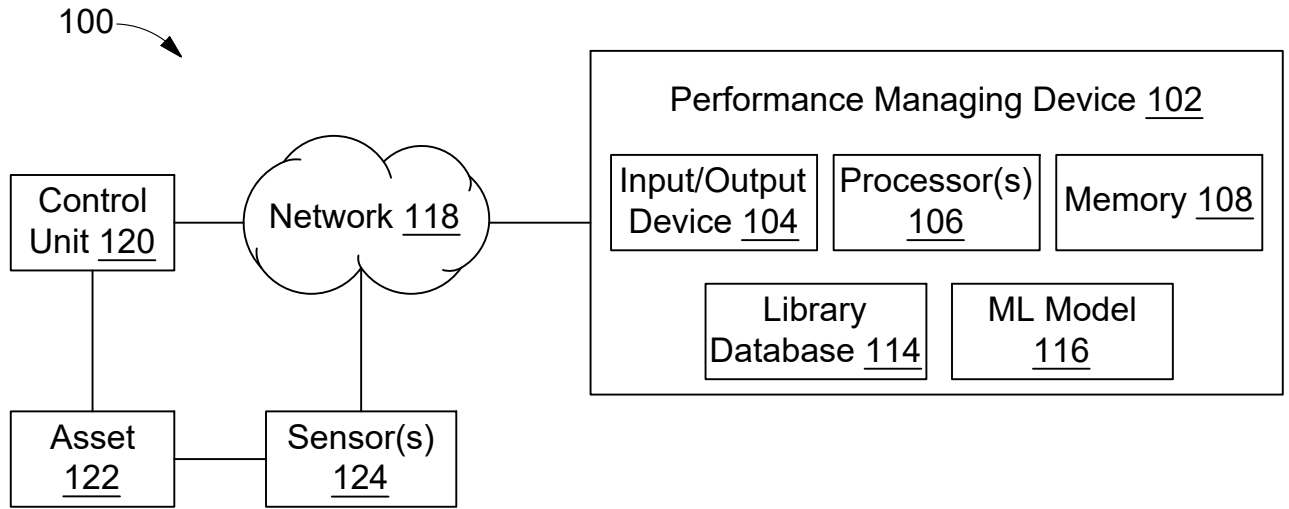 100
Performance Managing Device 102
Input/Output
Device 104
Processor(s)
106
Memory 108
Library
Database 114
ML Model
116
Network 118
Control
Unit 120
Asset
122
Sensor(s)
124